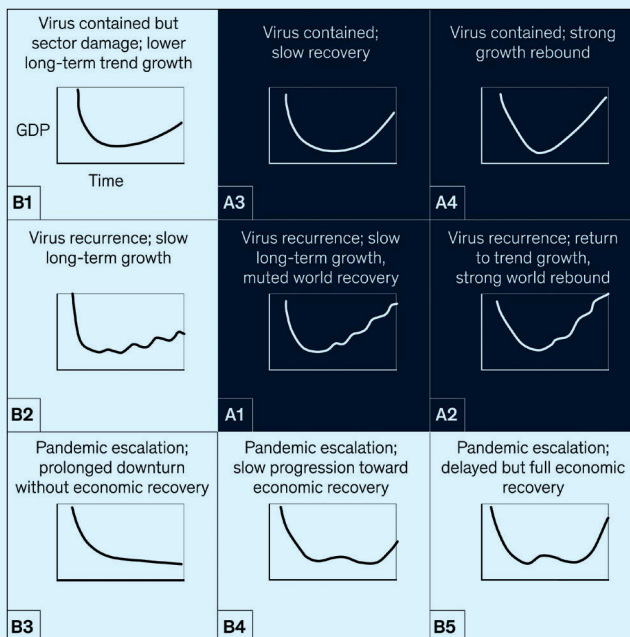 Virus contained but
sector damage; lower
long-term trend growth
GDP
Time
B1
Virus contained;
slow recovery
A3
Virus contained; strong
growth rebound
A4
Virus recurrence; slow
long-term growth
B2
Virus recurrence; slow
long-term growth,
muted world recovery
A1
Virus recurrence; return
to trend growth,
strong world rebound
A2
Pandemic escalation;
prolonged downturn
without economic recovery
B3
Pandemic escalation;
slow progression toward
economic recovery
B4
Pandemic escalation;
delayed but full economic
recovery
B5